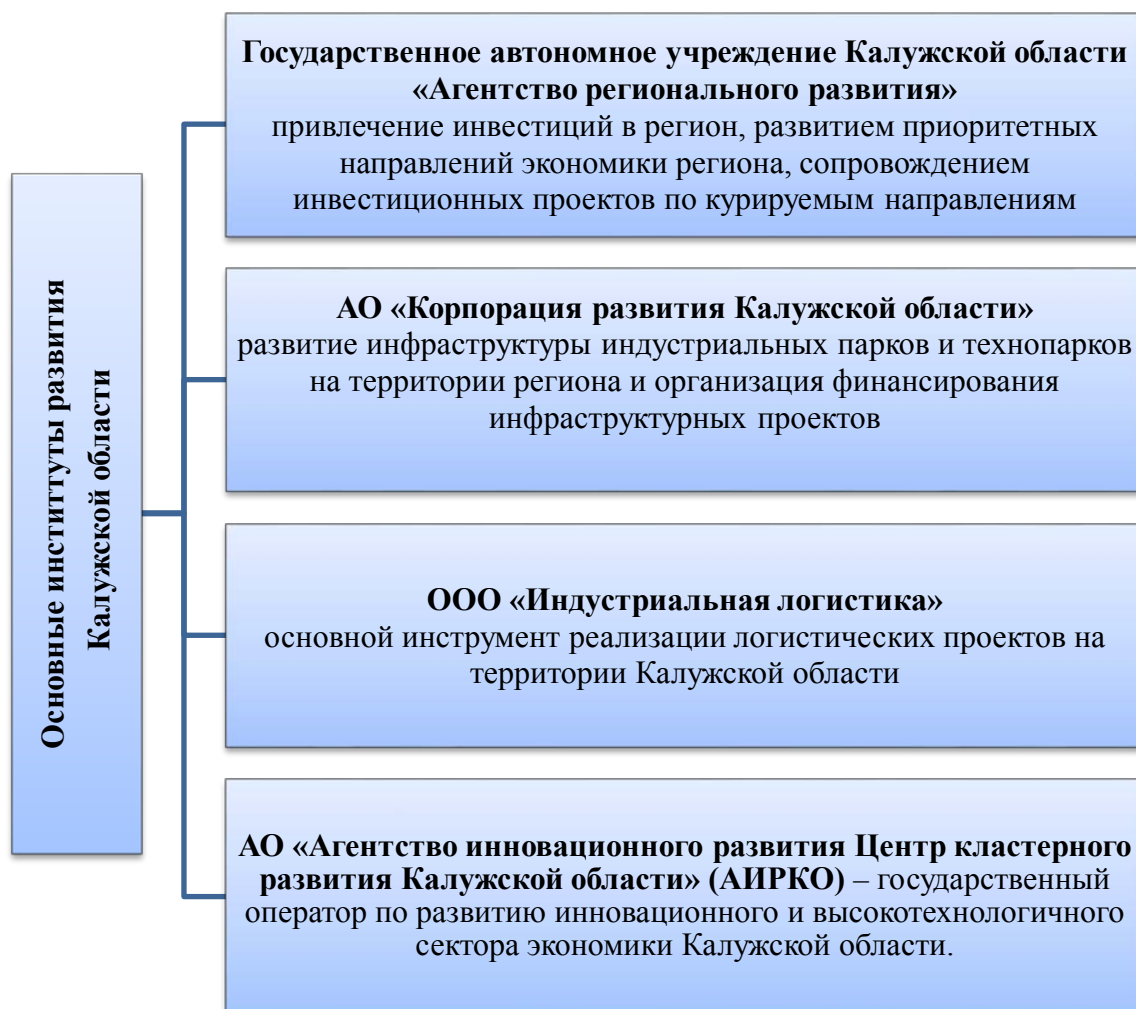 Основные институты развития
Калужской области
Государственное автономное учреждение Калужской области
«Агентство регионального развития»
привлечение инвестиций в регион, развитием приоритетных
направлений экономики региона, сопровождением
инвестиционных проектов по курируемым направлениям
АО «Корпорация развития Калужской области»
развитие инфраструктуры индустриальных парков и технопарков
на территории региона и организация финансирования
инфраструктурных проектов
ООО «Индустриальная логистика»
основной инструмент реализации логистических проектов на
территории Калужской области
АО «Агентство инновационного развития Центр кластерного
развития Калужской области» (АИРКО) – государственный
оператор по развитию инновационного и высокотехнологичного
сектора экономики Калужской области.